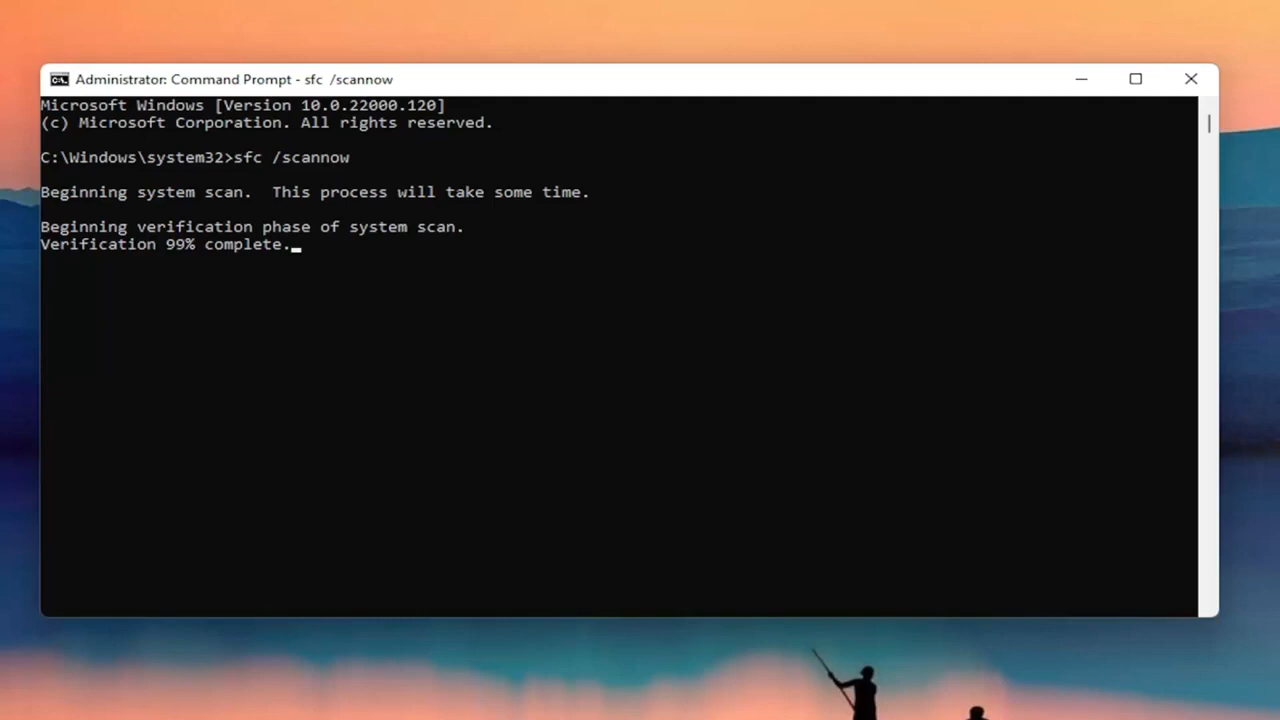 Administrator: Command Prompt - sfc  /scannow
Microsoft Windows [Version 10.0.22000.120]
(c) Microsoft Corporation. All rights reserved.
C:\Windows\system32>sfc /scannow
Beginning system scan.  This process will take some time.
Beginning verification phase of system scan.
Verification 99% complete.